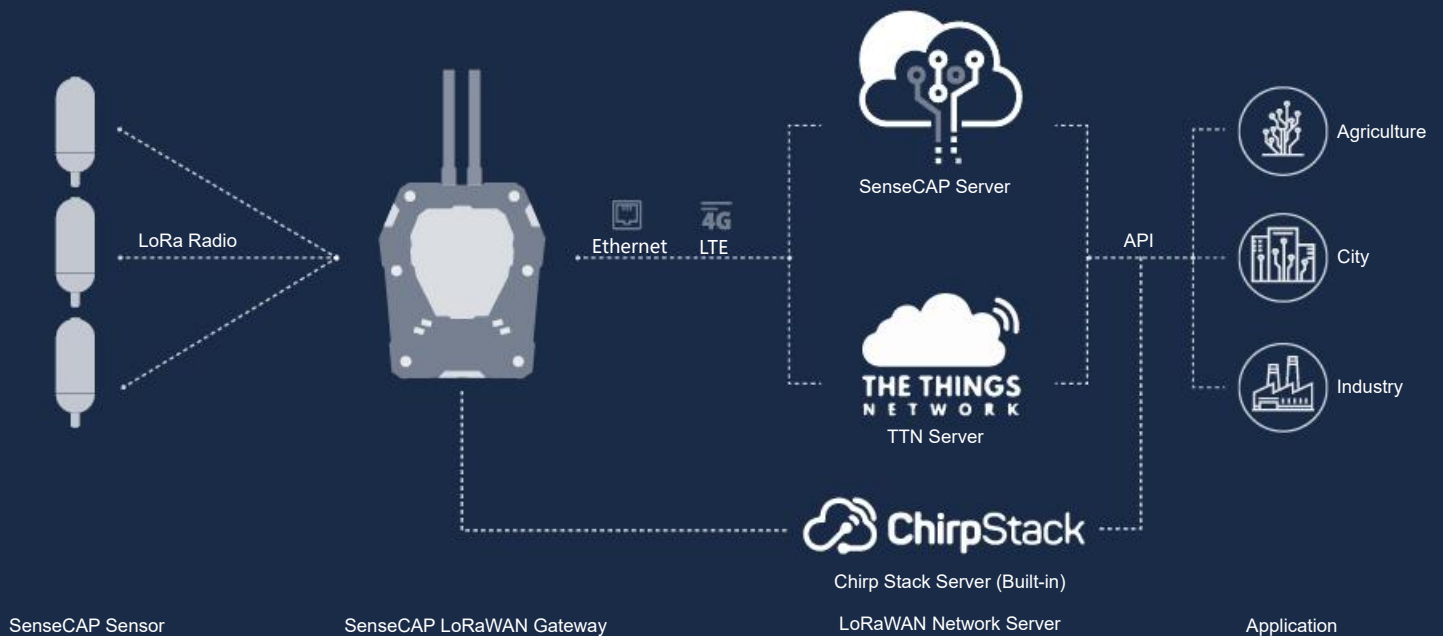 SenseCAP Server
Agriculture
LoRa Radio
4G
Ethernet
LTE
API
City
THE THINGS
NETWORK
TTN Server
Industry
ChirpStack
Chirp Stack Server (Built-in)
SenseCAP Sensor
SenseCAP LoRaWAN Gateway
LoRaWAN Network Server
Application